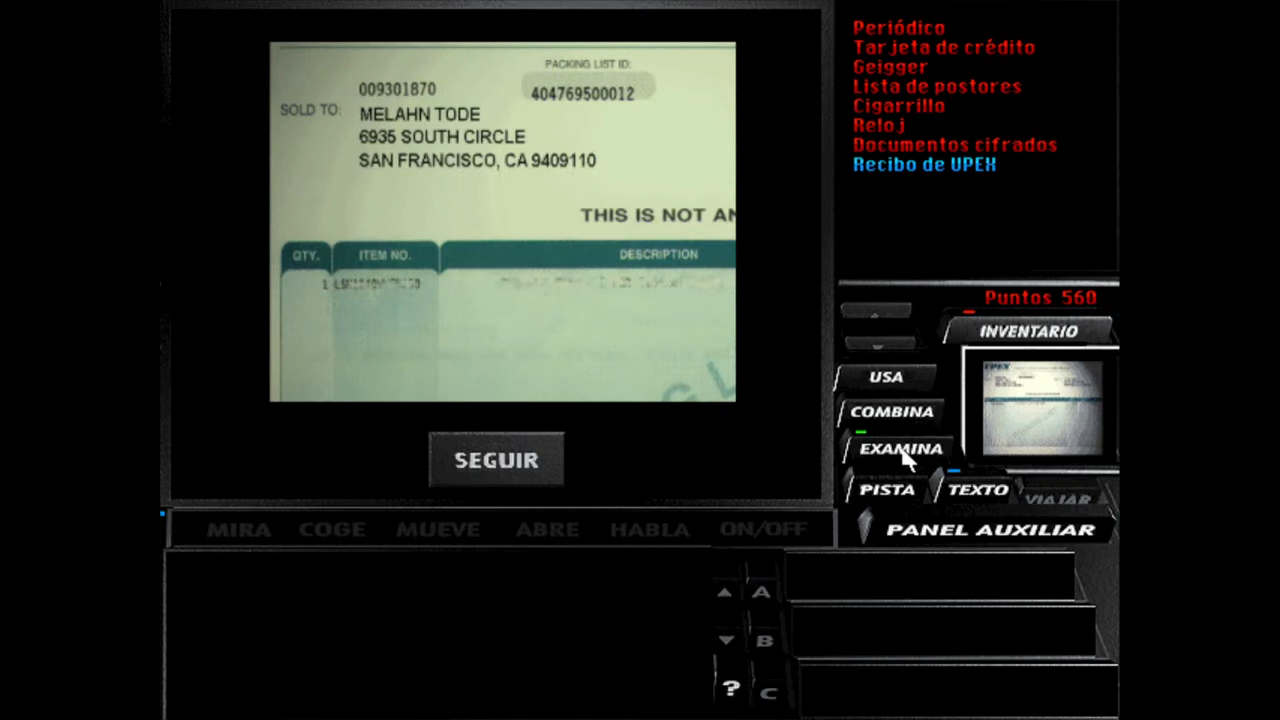 PACKING LIST ID:
009301870
404769500012
SOLD TO:
MELAHN TODE
6935 SOUTH CIRCLE
SAN FRANCISCO, CA 9409110
THIS IS NOT AN
QTY. ITEM NO. DESCRIPTION
1
GL
SEGUIR
Periódico
Tarjeta de crédito
Geigger
Lista de postores
Cigarrillo
Reloj
Documentos cifrados
Recibo de UPEX
Puntos 560
INVENTARIO
USA
COMBINA
EXAMINA
PISTA TEXTO VIAJAR
PANEL AUXILIAR
MIRA COGE MUEVE ABRE HABLA ON/OFF
A
B
? C